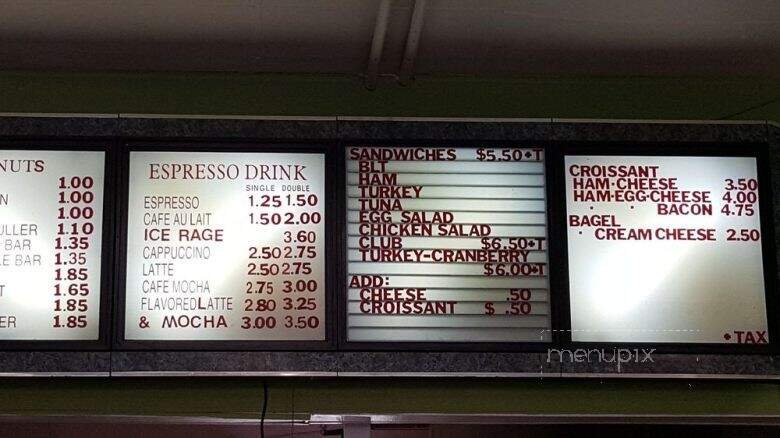 NUTS
1.00
N 1.00
1.00
ULLER 1.10
BAR 1.35
E BAR 1.35
1.85
T 1.65
1.85
ER 1.85
ESPRESSO DRINK
SINGLE DOUBLE
ESPRESSO 1.25 1.50
CAFE AU LAIT 1.50 2.00
ICE RAGE 3.60
CAPPUCCINO 2.50 2.75
LATTE 2.50 2.75
CAFE MOCHA 2.75 3.00
FLAVORED LATTE 2.80 3.25
& MOCHA 3.00 3.50
SANDWICHES $5.50+T
BLT
HAM
TURKEY
TUNA
EGG SALAD
CHICKEN SALAD
CLUB $6.50+T
TURKEY-CRANBERRY
$6.00+T
ADD:
CHEESE .50
CROISSANT $ .50
CROISSANT
HAM·CHEESE 3.50
HAM·EGG·CHEESE 4.00
· · BACON 4.75
BAGEL
· CREAM CHEESE 2.50
+ TAX
menupix